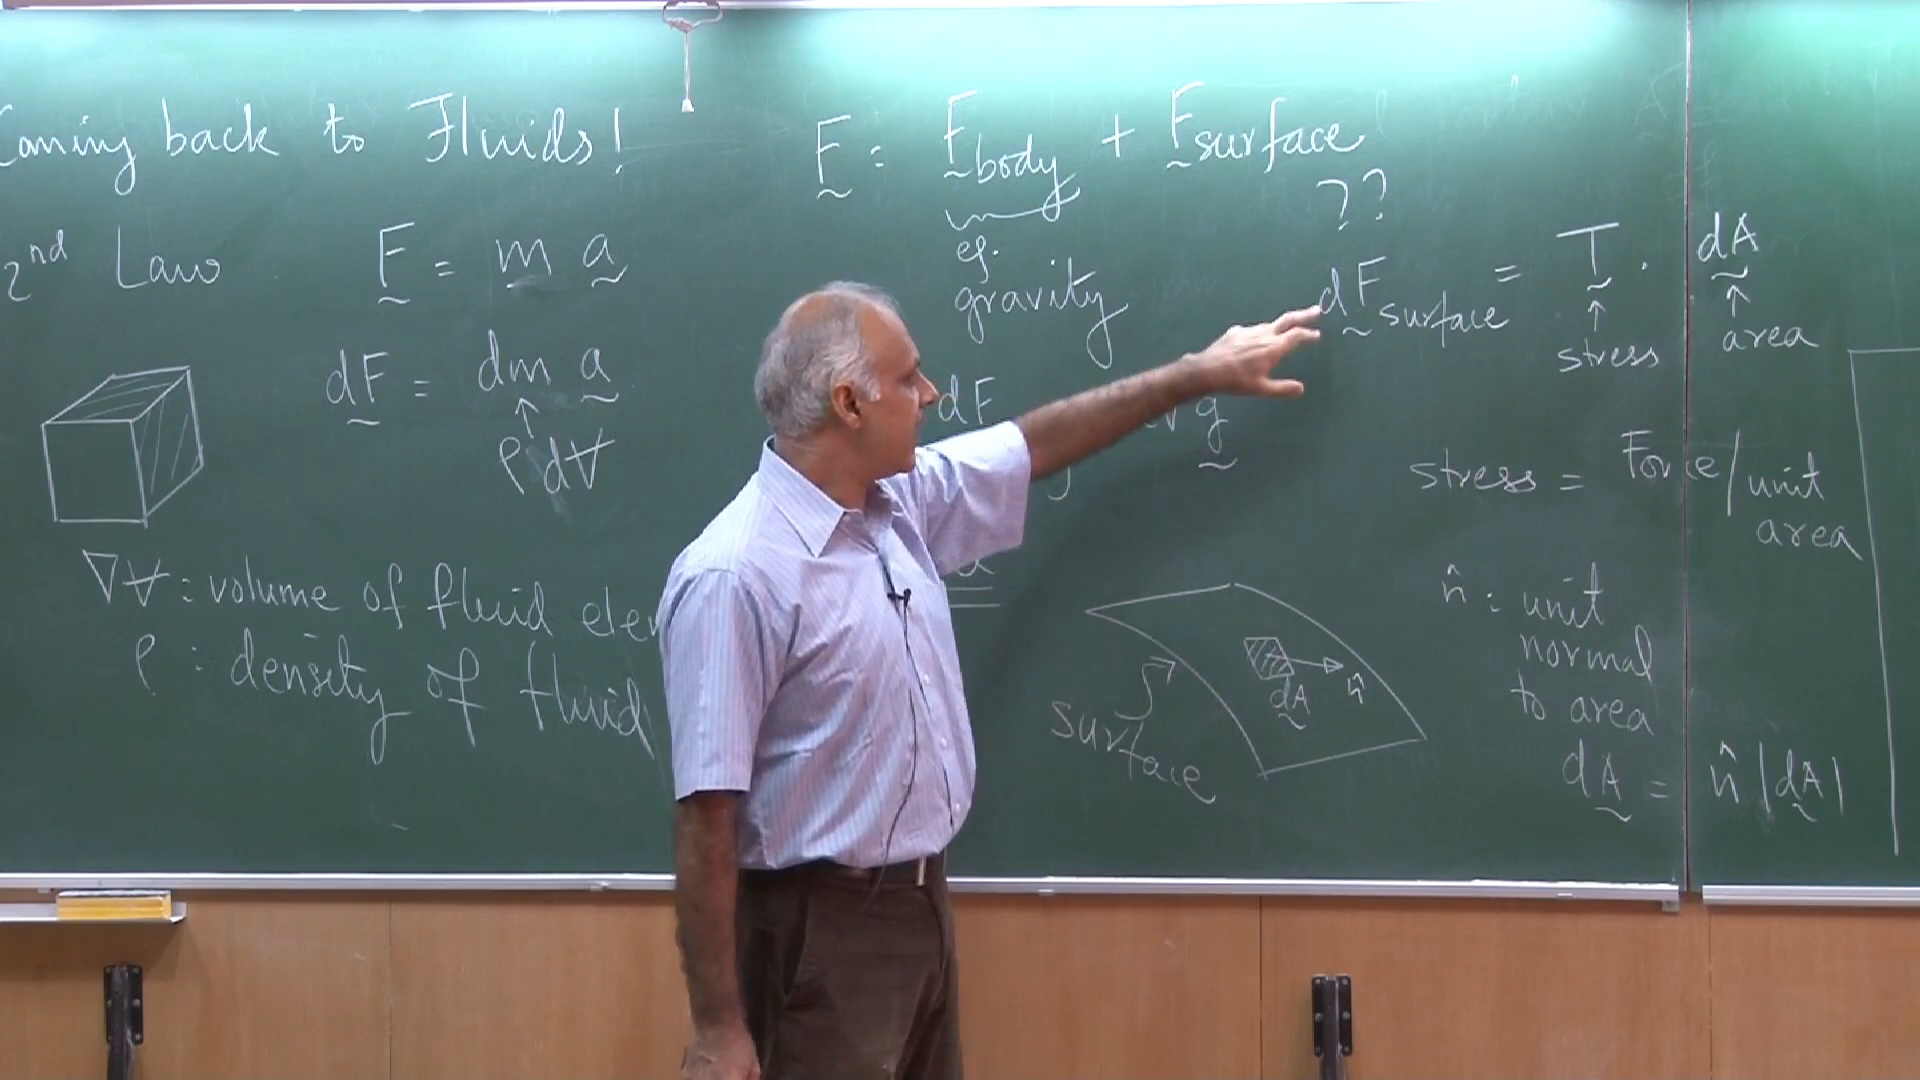 Coming back to Fluids!
2nd Law F = m a
dF = dm a
↑
ρ d∀
∇∀ : volume of fluid
ρ : density of fluid
F = Fbody + Fsurface
??
eg.
gravity
dF g
dFsurface = T . dA
↑ ↑
stress area
stress = Force / unit area
n̂ : unit
normal
to area
dA = n̂ |dA|
dA n̂
surface